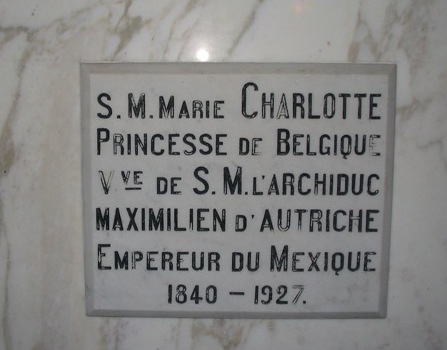 S. M. MARIE CHARLOTTE
PRINCESSE DE BELGIQUE
VVE DE S. M. L'ARCHIDUC
MAXIMILIEN D'AUTRICHE
EMPEREUR DU MEXIQUE
1840 - 1927.